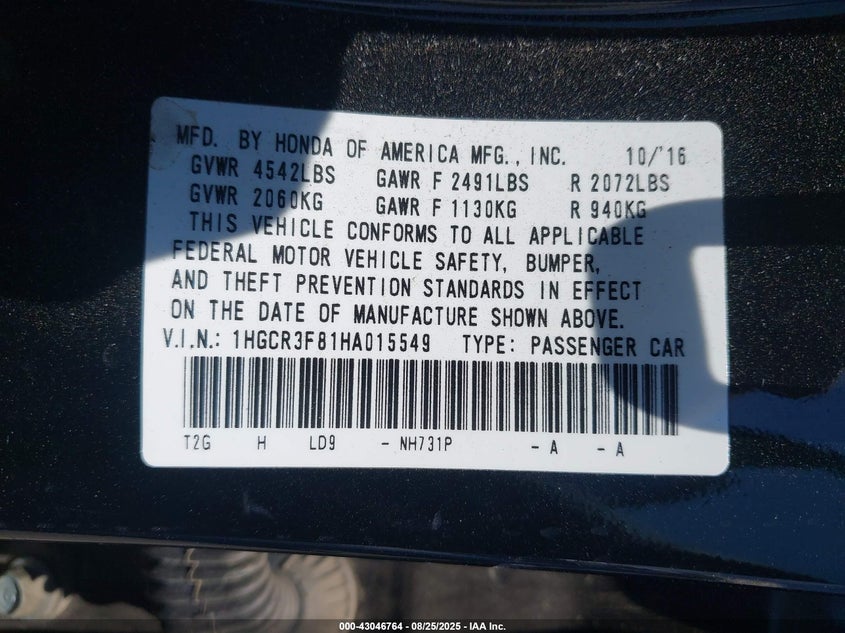 MFD. BY HONDA OF AMERICA MFG., INC. 10/'16
GVWR 4542LBS GAWR F 2491LBS R 2072LBS
GVWR 2060KG GAWR F 1130KG R 940KG
THIS VEHICLE CONFORMS TO ALL APPLICABLE
FEDERAL MOTOR VEHICLE SAFETY, BUMPER,
AND THEFT PREVENTION STANDARDS IN EFFECT
ON THE DATE OF MANUFACTURE SHOWN ABOVE.
V.I.N.: 1HGCR3F81HA015549 TYPE: PASSENGER CAR
T2G H LD9 - NH731P - A - A
000-43046764 - 08/25/2025 - IAA Inc.